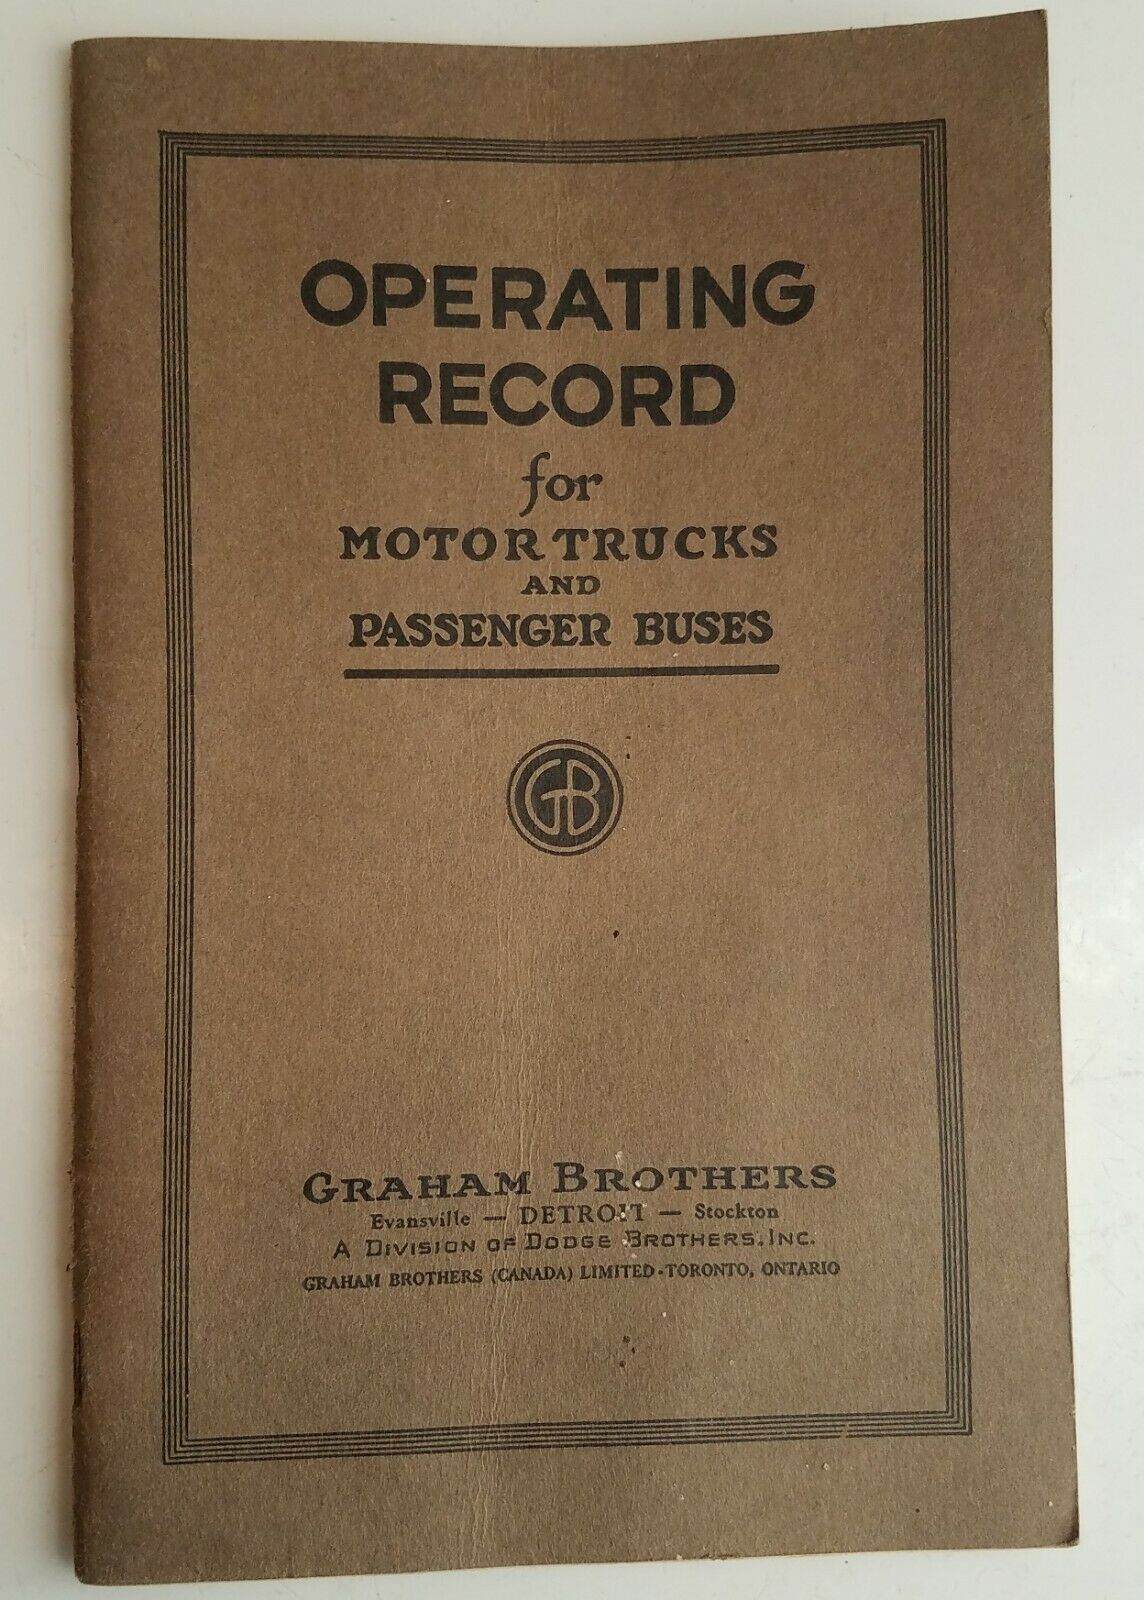 OPERATING
RECORD
for
MOTOR TRUCKS
AND
PASSENGER BUSES
GB
GRAHAM BROTHERS
Evansville — DETROIT — Stockton
A DIVISION OF DODGE BROTHERS, INC.
GRAHAM BROTHERS (CANADA) LIMITED-TORONTO, ONTARIO